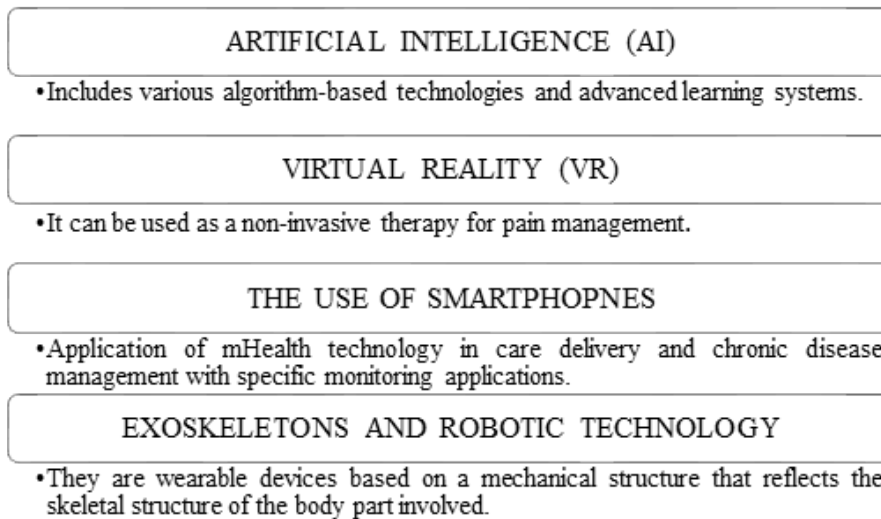 ARTIFICIAL INTELLIGENCE (AI)
•Includes various algorithm-based technologies and advanced learning systems.
VIRTUAL REALITY (VR)
•It can be used as a non-invasive therapy for pain management.
THE USE OF SMARTPHOPNES
•Application of mHealth technology in care delivery and chronic disease
management with specific monitoring applications.
EXOSKELETONS AND ROBOTIC TECHNOLOGY
•They are wearable devices based on a mechanical structure that reflects the
skeletal structure of the body part involved.